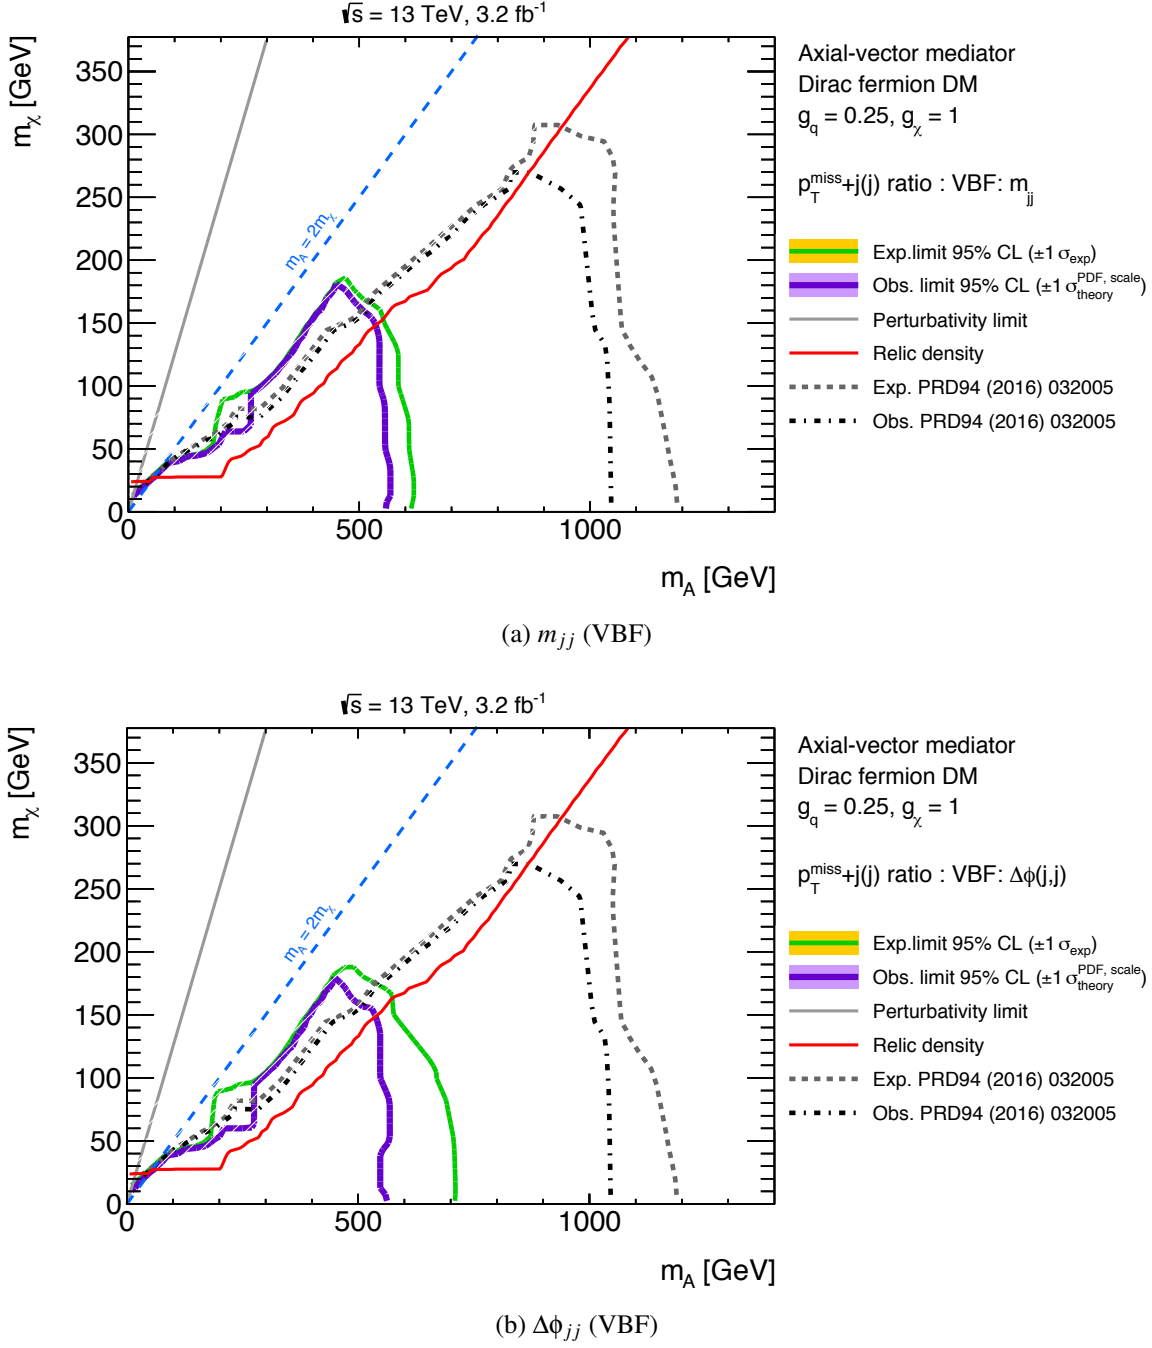 √s = 13 TeV, 3.2 fb⁻¹
m_χ [GeV]
350
300
250
200
150
100
50
0
0
500
1000
m_A [GeV]
m_A = 2m_χ
Axial-vector mediator
Dirac fermion DM
g_q = 0.25, g_χ = 1
p_T^miss+j(j) ratio : VBF: m_jj
Exp.limit 95% CL (±1 σ_exp)
Obs. limit 95% CL (±1 σ_theory^PDF, scale)
Perturbativity limit
Relic density
Exp. PRD94 (2016) 032005
Obs. PRD94 (2016) 032005
(a) m_jj (VBF)
√s = 13 TeV, 3.2 fb⁻¹
m_χ [GeV]
350
300
250
200
150
100
50
0
0
500
1000
m_A [GeV]
m_A = 2m_χ
Axial-vector mediator
Dirac fermion DM
g_q = 0.25, g_χ = 1
p_T^miss+j(j) ratio : VBF: Δϕ(j,j)
Exp.limit 95% CL (±1 σ_exp)
Obs. limit 95% CL (±1 σ_theory^PDF, scale)
Perturbativity limit
Relic density
Exp. PRD94 (2016) 032005
Obs. PRD94 (2016) 032005
(b) Δϕ_jj (VBF)